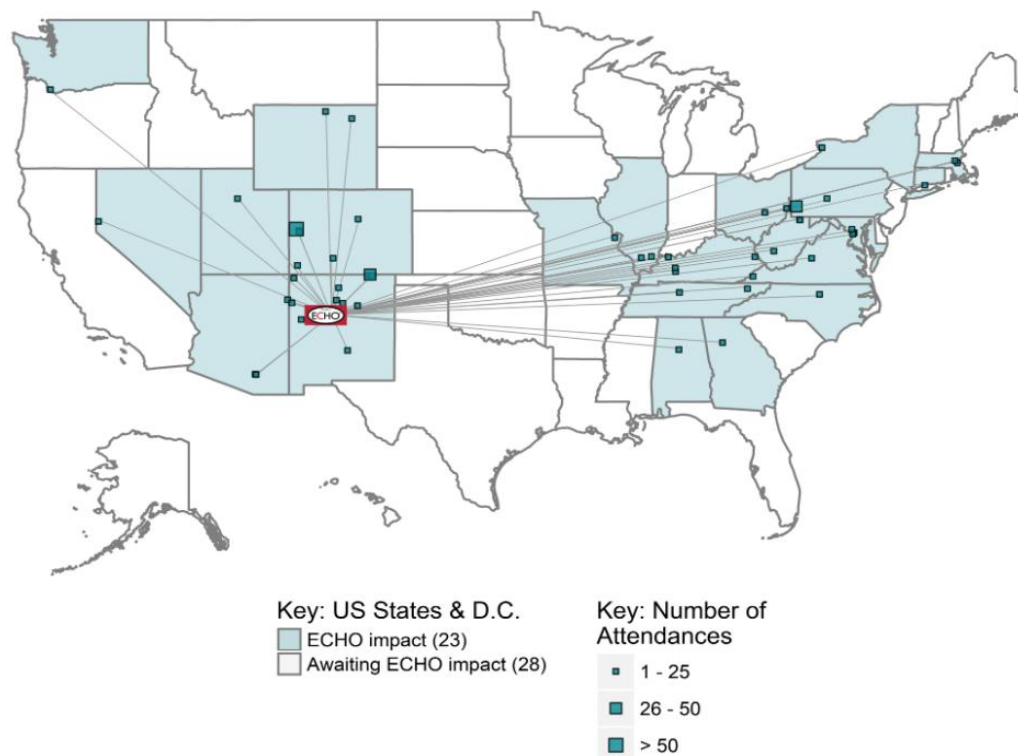 ECHO
Key: US States & D.C.
ECHO impact (23)
Awaiting ECHO impact (28)
Key: Number of
Attendances
1 - 25
26 - 50
> 50